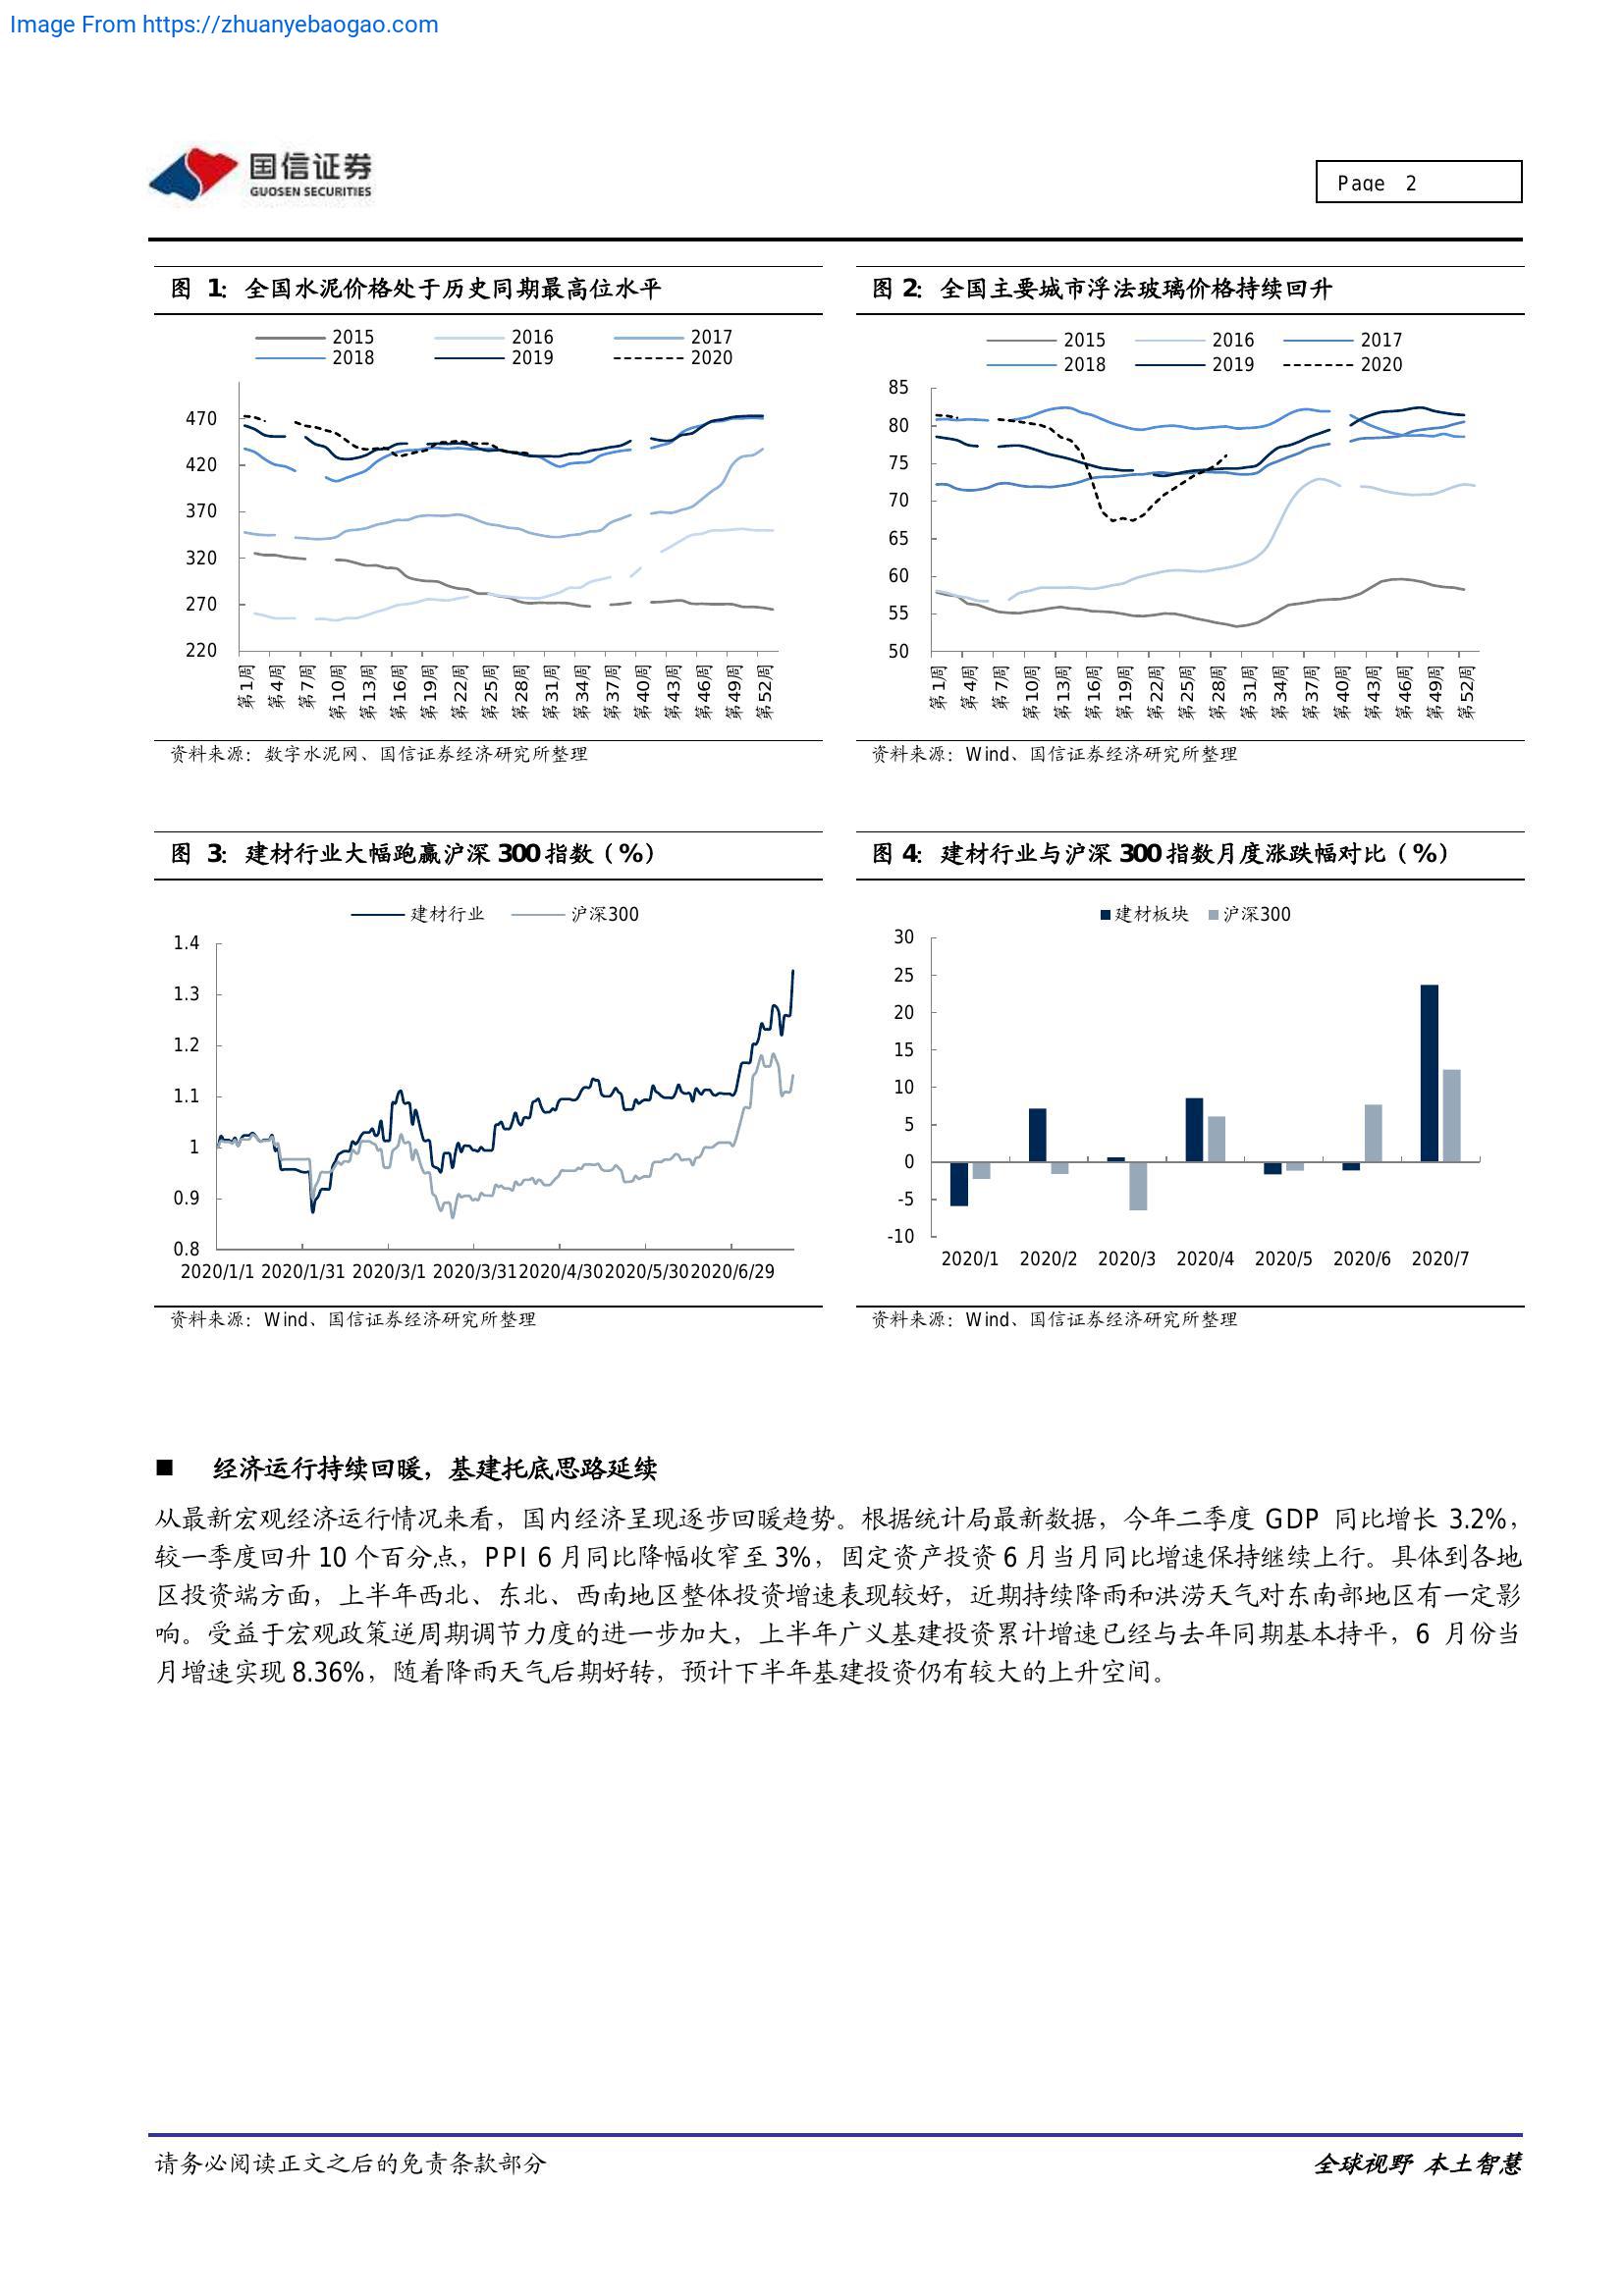 Image From https://zhuanyebaogao.com
国信证券
GUOSEN SECURITIES
Page 2
图 1：全国水泥价格处于历史同期最高位水平
2015 2016 2017
2018 2019 2020
470
420
370
320
270
220
第1周 第4周 第7周 第10周 第13周 第16周 第19周 第22周 第25周 第28周 第31周 第34周 第37周 第40周 第43周 第46周 第49周 第52周
资料来源：数字水泥网、国信证券经济研究所整理
图 2：全国主要城市浮法玻璃价格持续回升
2015 2016 2017
2018 2019 2020
85
80
75
70
65
60
55
50
第1周 第4周 第7周 第10周 第13周 第16周 第19周 第22周 第25周 第28周 第31周 第34周 第37周 第40周 第43周 第46周 第49周 第52周
资料来源：Wind、国信证券经济研究所整理
图 3：建材行业大幅跑赢沪深 300 指数（%）
建材行业 沪深300
1.4
1.3
1.2
1.1
1
0.9
0.8
2020/1/1 2020/1/31 2020/3/1 2020/3/31 2020/4/30 2020/5/30 2020/6/29
资料来源：Wind、国信证券经济研究所整理
图 4：建材行业与沪深 300 指数月度涨跌幅对比（%）
建材板块 沪深300
30
25
20
15
10
5
0
-5
-10
2020/1 2020/2 2020/3 2020/4 2020/5 2020/6 2020/7
资料来源：Wind、国信证券经济研究所整理
■ 经济运行持续回暖，基建托底思路延续
从最新宏观经济运行情况来看，国内经济呈现逐步回暖趋势。根据统计局最新数据，今年二季度 GDP 同比增长 3.2%，
较一季度回升 10 个百分点，PPI 6 月同比降幅收窄至 3%，固定资产投资 6 月当月同比增速保持继续上行。具体到各地
区投资端方面，上半年西北、东北、西南地区整体投资增速表现较好，近期持续降雨和洪涝天气对东南部地区有一定影
响。受益于宏观政策逆周期调节力度的进一步加大，上半年广义基建投资累计增速已经与去年同期基本持平，6 月份当
月增速实现 8.36%，随着降雨天气后期好转，预计下半年基建投资仍有较大的上升空间。
请务必阅读正文之后的免责条款部分
全球视野 本土智慧